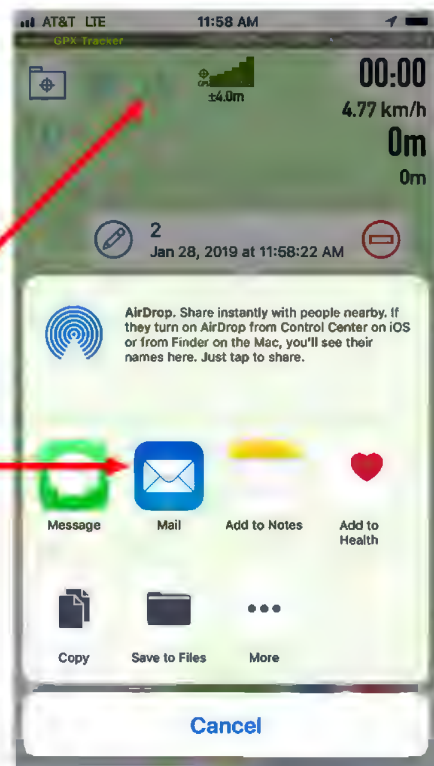 AT&T LTE 11:58 AM
GPX Tracker
00:00
±4.0m
4.77 km/h
0m
0m
2
Jan 28, 2019 at 11:58:22 AM
AirDrop. Share instantly with people nearby. If
they turn on AirDrop from Control Center on iOS
or from Finder on the Mac, you'll see their
names here. Just tap to share.
Message Mail Add to Notes Add to
Health
Copy Save to Files More
Cancel